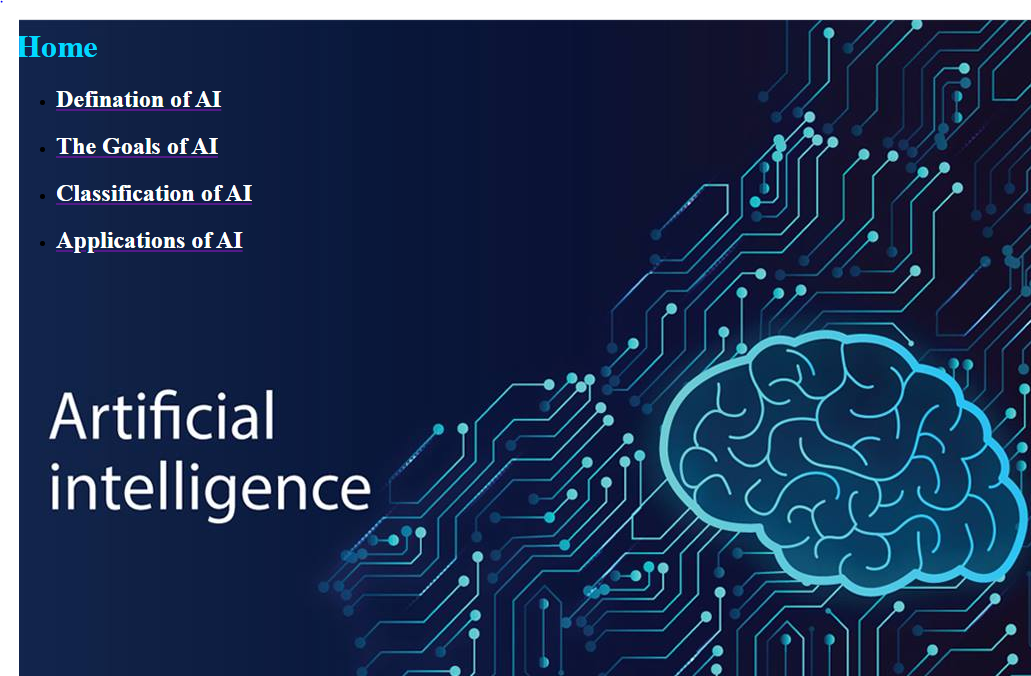 Home
Defination of AI
The Goals of AI
Classification of AI
Applications of AI
Artificial
intelligence